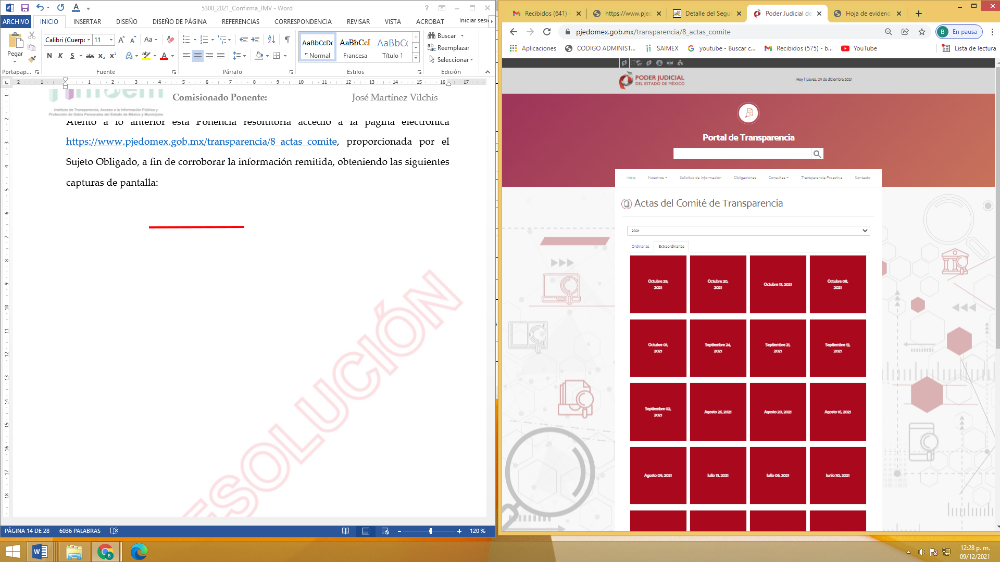 5300_2021_Confirma_JMV - Word
ARCHIVO INICIO INSERTAR DISEÑO DISEÑO DE PÁGINA REFERENCIAS CORRESPONDENCIA REVISAR VISTA ACROBAT Iniciar sesi
Calibri (Cuerpo 11
Pegar
AaBbCcDc AaBbCcI AaBbCc
¶ Normal Francesa Título 1
Buscar
Reemplazar
Seleccionar
Portapap... Fuente Párrafo Estilos Edición
Instituto de Transparencia, Acceso a la Información Pública y
Protección de Datos Personales del Estado de México y Municipios
Comisionado Ponente: José Martínez Vilchis
Atento a lo anterior esta Ponencia resolutoria accedió a la página electrónica
https://www.pjedomex.gob.mx/transparencia/8_actas_comite, proporcionada por el
Sujeto Obligado, a fin de corroborar la información remitida, obteniendo las siguientes
capturas de pantalla:
ESOLUCIÓN
PÁGINA 14 DE 28 6036 PALABRAS 120 %
Recibidos (641) - https://www.pjed Detalle del Segui Poder Judicial de Hoja de evidenc
pjedomex.gob.mx/transparencia/8_actas_comite
B En pausa
Aplicaciones CODIGO ADMINIST... SAIMEX youtube - Buscar c... Recibidos (575) - b... YouTube Lista de lectura
PODER JUDICIAL
DEL ESTADO DE MÉXICO
Hoy | jueves, 09 de diciembre 2021
Portal de Transparencia
Inicio Nosotros Solicitud de Información Obligaciones Consultas Transparencia Proactiva Contacto
Actas del Comité de Transparencia
2021
Ordinarias Extraordinarias
Octubre 29, 2021 Octubre 20, 2021 Octubre 13, 2021 Octubre 08, 2021
Octubre 01, 2021 Septiembre 24, 2021 Septiembre 21, 2021 Septiembre 13, 2021
Septiembre 02, 2021 Agosto 26, 2021 Agosto 20, 2021 Agosto 16, 2021
Agosto 09, 2021 Julio 13, 2021 Julio 06, 2021 Junio 30, 2021
12:28 p. m.
09/12/2021